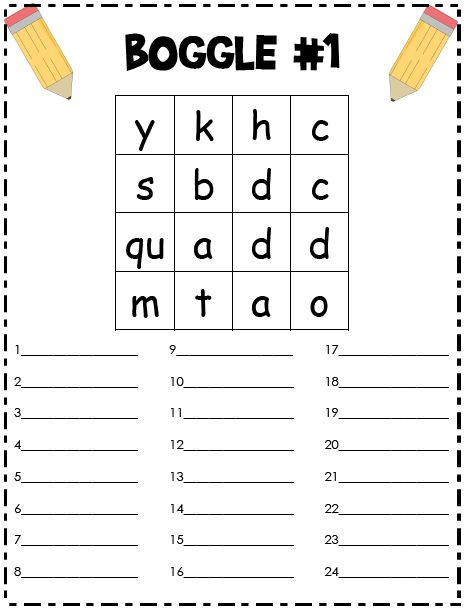 BOGGLE #1
y k h c
s b d c
qu a d d
m t a o
1 9 17
2 10 18
3 11 19
4 12 20
5 13 21
6 14 22
7 15 23
8 16 24